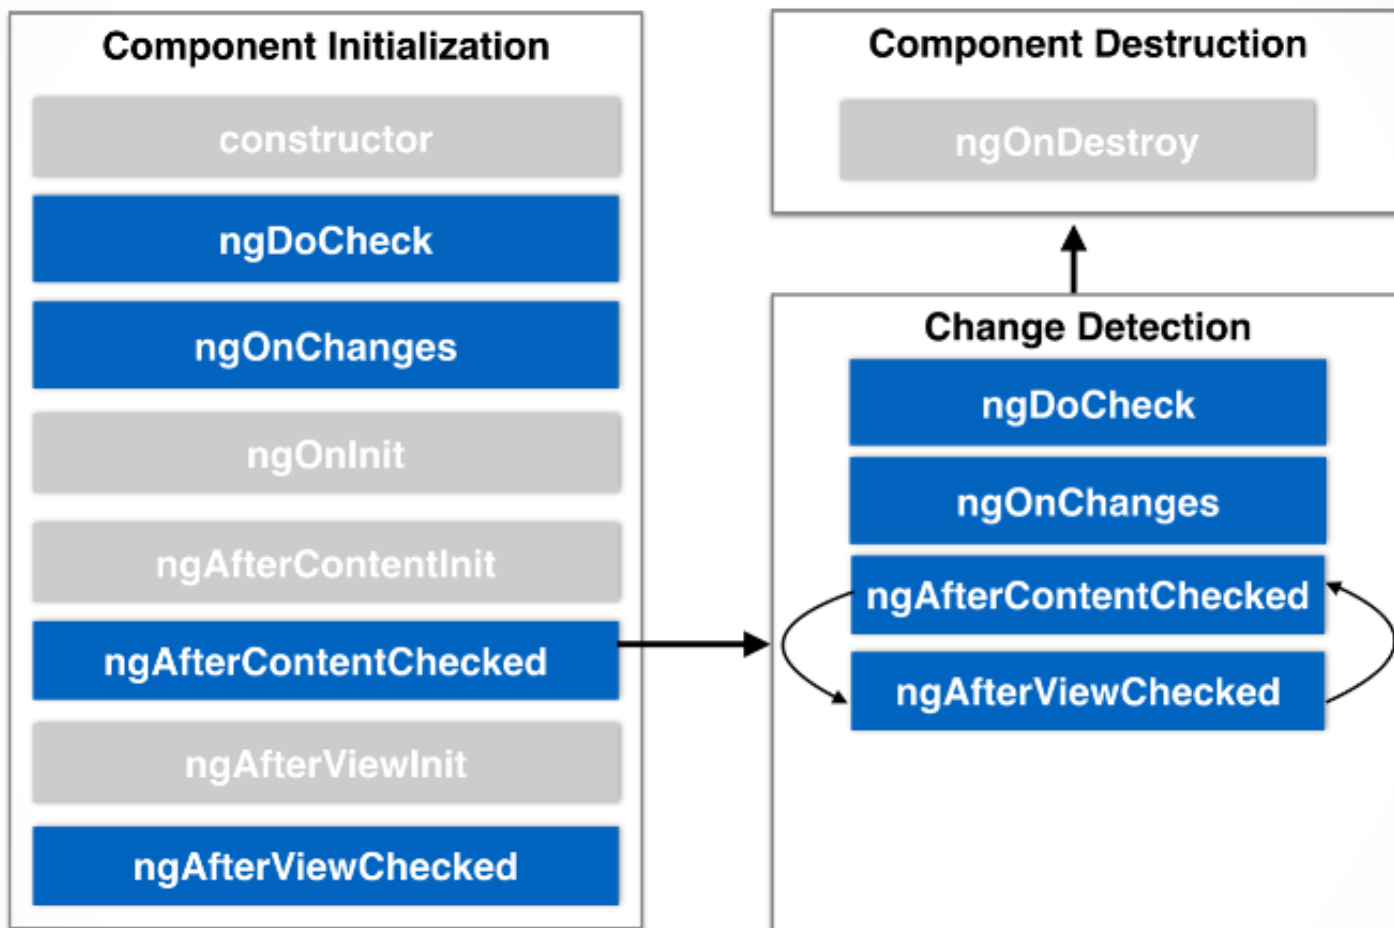 Component Initialization
constructor
ngDoCheck
ngOnChanges
ngOnInit
ngAfterContentInit
ngAfterContentChecked
ngAfterViewInit
ngAfterViewChecked
Component Destruction
ngOnDestroy
Change Detection
ngDoCheck
ngOnChanges
ngAfterContentChecked
ngAfterViewChecked